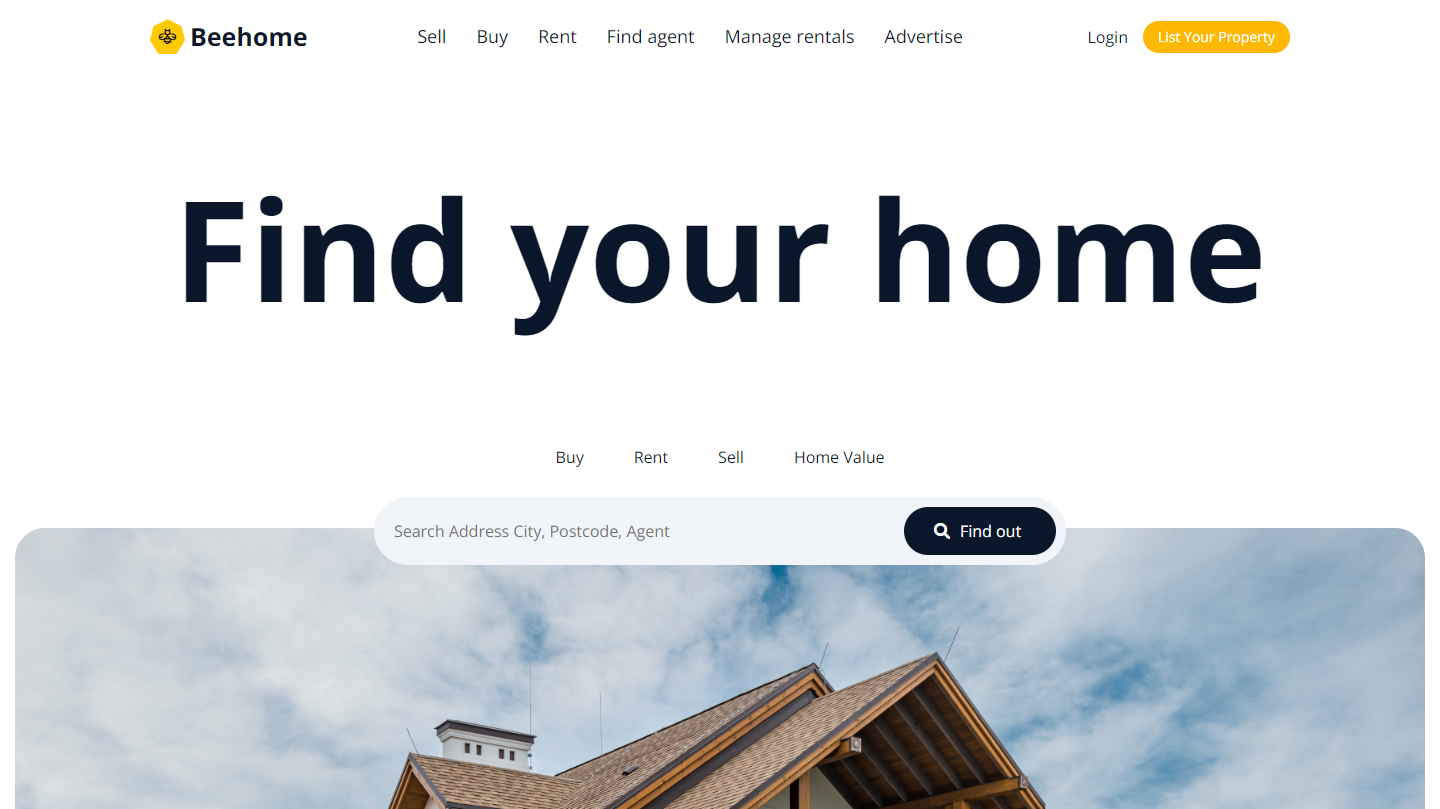 Beehome
Sell Buy Rent Find agent Manage rentals Advertise
Login List Your Property
Find your home
Buy Rent Sell Home Value
Search Address City, Postcode, Agent
Find out